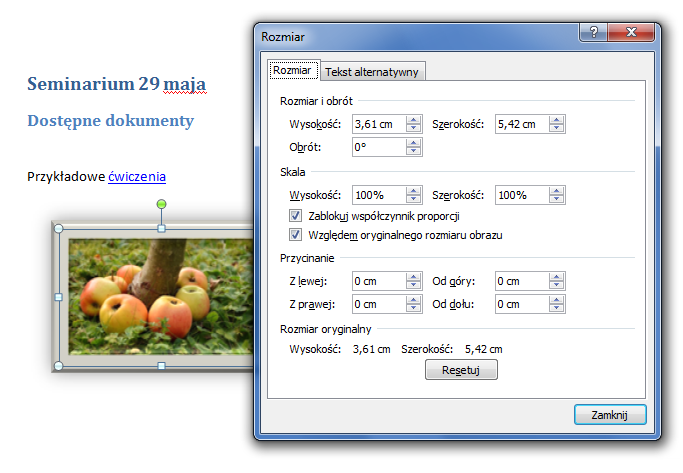 Seminarium 29 maja
Dostępne dokumenty
Przykładowe ćwiczenia
Rozmiar
?
Rozmiar Tekst alternatywny
Rozmiar i obrót
Wysokość: 3,61 cm Szerokość: 5,42 cm
Obrót: 0°
Skala
Wysokość: 100% Szerokość: 100%
Zablokuj współczynnik proporcji
Względem oryginalnego rozmiaru obrazu
Przycinanie
Z lewej: 0 cm Od góry: 0 cm
Z prawej: 0 cm Od dołu: 0 cm
Rozmiar oryginalny
Wysokość: 3,61 cm Szerokość: 5,42 cm
Resetuj
Zamknij